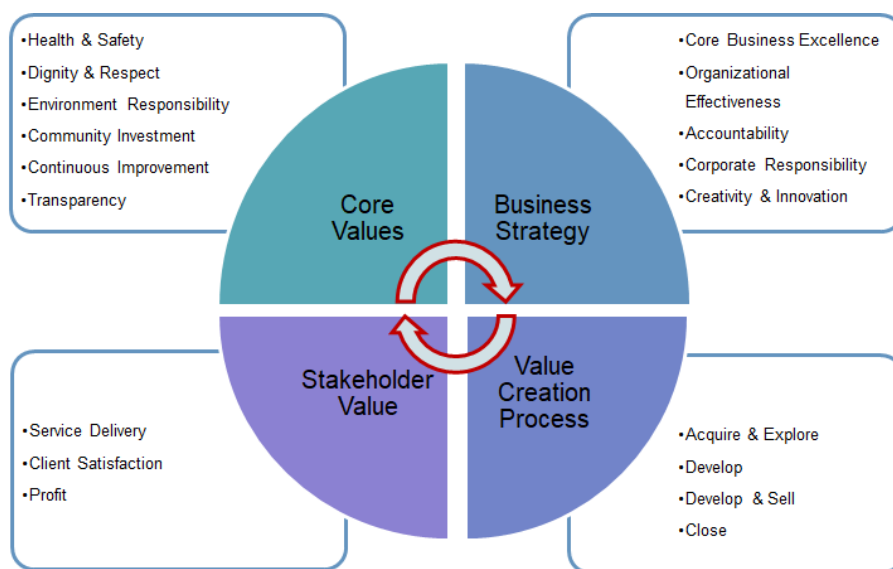 •Health & Safety
•Dignity & Respect
•Environment Responsibility
•Community Investment
•Continuous Improvement
•Transparency
Core
Values
Business
Strategy
•Core Business Excellence
•Organizational
Effectiveness
•Accountability
•Corporate Responsibility
•Creativity & Innovation
•Service Delivery
•Client Satisfaction
•Profit
Stakeholder
Value
Value
Creation
Process
•Acquire & Explore
•Develop
•Develop & Sell
•Close